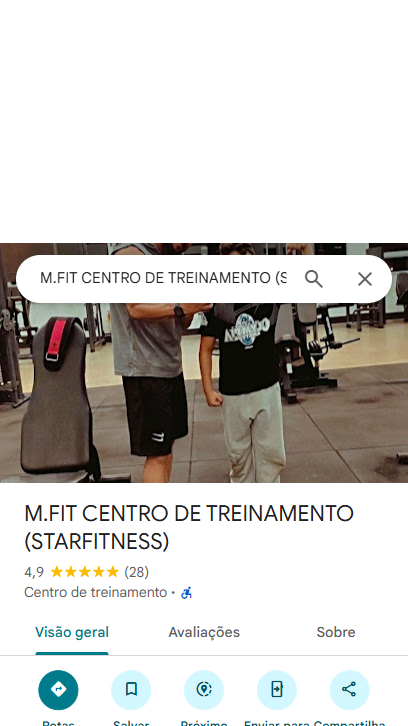 M.FIT CENTRO DE TREINAMENTO (S
M.FIT CENTRO DE TREINAMENTO
(STARFITNESS)
4,9 ★★★★★ (28)
Centro de treinamento ·
Visão geral Avaliações Sobre
Rotas Salvar Próximo Enviar para Compartilha